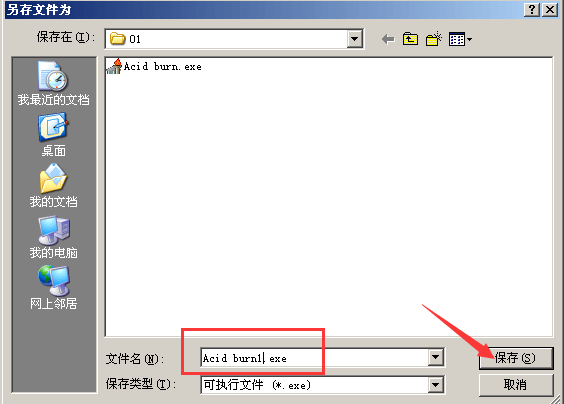 另存文件为
保存在(I):
01
Acid burn.exe
我最近的文档
桌面
我的文档
我的电脑
网上邻居
文件名(N):
Acid burn1.exe
保存(S)
保存类型(T):
可执行文件 (*.exe)
取消